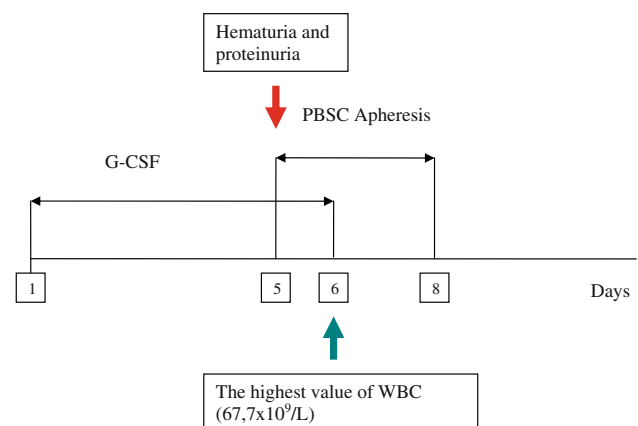 Hematuria and
proteinuria
PBSC Apheresis
G-CSF
1
5
6
8
Days
The highest value of WBC
(67,7x10⁹/L)